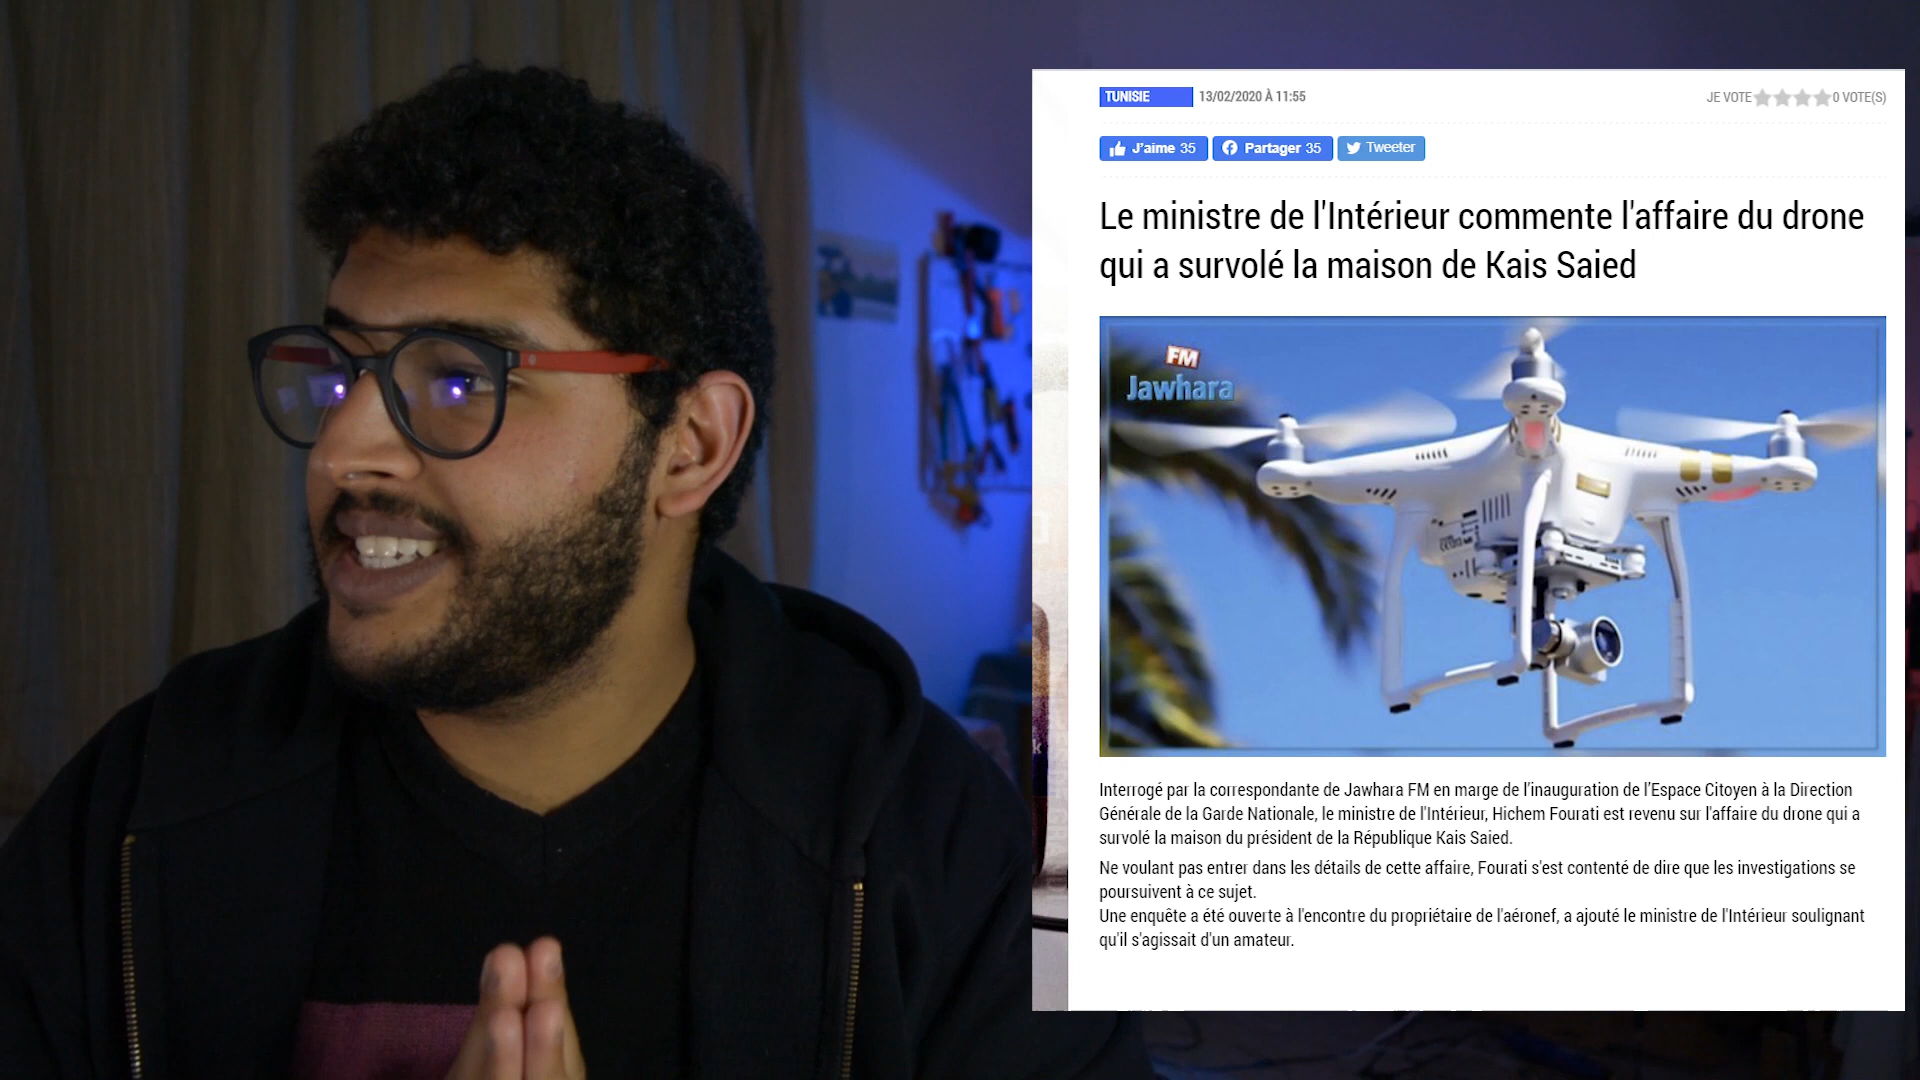 TUNISIE 13/02/2020 À 11:55 JE VOTE 0 VOTE(S)
J'aime 35 Partager 35 Tweeter
Le ministre de l'Intérieur commente l'affaire du drone
qui a survolé la maison de Kais Saied
FM
Jawhara
Interrogé par la correspondante de Jawhara FM en marge de l'inauguration de l'Espace Citoyen à la Direction
Générale de la Garde Nationale, le ministre de l'Intérieur, Hichem Fourati est revenu sur l'affaire du drone qui a
survolé la maison du président de la République Kais Saied.
Ne voulant pas entrer dans les détails de cette affaire, Fourati s'est contenté de dire que les investigations se
poursuivent à ce sujet.
Une enquête a été ouverte à l'encontre du propriétaire de l'aéronef, a ajouté le ministre de l'Intérieur soulignant
qu'il s'agissait d'un amateur.